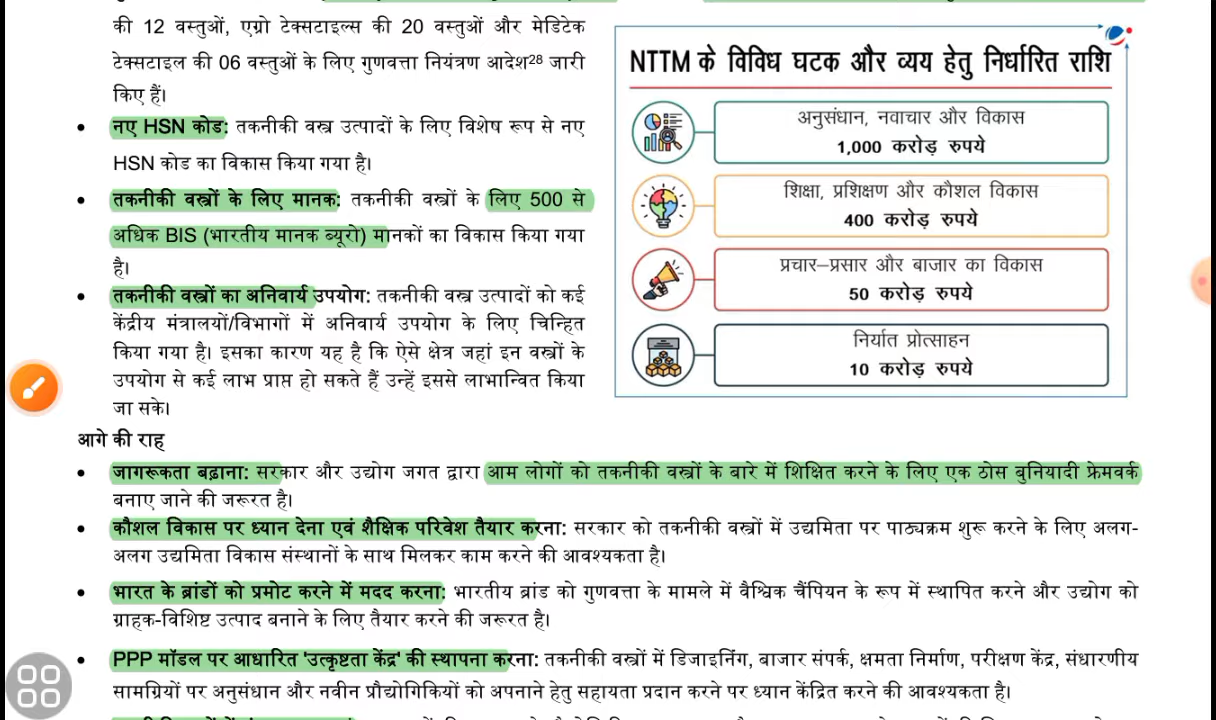 की 12 वस्तुओं, एग्रो टेक्सटाइल्स की 20 वस्तुओं और मेडिटेक
टेक्सटाइल की 06 वस्तुओं के लिए गुणवत्ता नियंत्रण आदेश²⁸ जारी
किए हैं।
• नए HSN कोड: तकनीकी वस्त्र उत्पादों के लिए विशेष रूप से नए
HSN कोड का विकास किया गया है।
• तकनीकी वस्त्रों के लिए मानक: तकनीकी वस्त्रों के लिए 500 से
अधिक BIS (भारतीय मानक ब्यूरो) मानकों का विकास किया गया
है।
• तकनीकी वस्त्रों का अनिवार्य उपयोग: तकनीकी वस्त्र उत्पादों को कई
केंद्रीय मंत्रालयों/विभागों में अनिवार्य उपयोग के लिए चिन्हित
किया गया है। इसका कारण यह है कि ऐसे क्षेत्र जहां इन वस्त्रों के
उपयोग से कई लाभ प्राप्त हो सकते हैं उन्हें इससे लाभान्वित किया
जा सके।
NTTM के विविध घटक और व्यय हेतु निर्धारित राशि
अनुसंधान, नवाचार और विकास
1,000 करोड़ रुपये
शिक्षा, प्रशिक्षण और कौशल विकास
400 करोड़ रुपये
प्रचार–प्रसार और बाजार का विकास
50 करोड़ रुपये
निर्यात प्रोत्साहन
10 करोड़ रुपये
आगे की राह
• जागरूकता बढ़ाना: सरकार और उद्योग जगत द्वारा आम लोगों को तकनीकी वस्त्रों के बारे में शिक्षित करने के लिए एक ठोस बुनियादी फ्रेमवर्क
बनाए जाने की जरूरत है।
• कौशल विकास पर ध्यान देना एवं शैक्षिक परिवेश तैयार करना: सरकार को तकनीकी वस्त्रों में उद्यमिता पर पाठ्यक्रम शुरू करने के लिए अलग-
अलग उद्यमिता विकास संस्थानों के साथ मिलकर काम करने की आवश्यकता है।
• भारत के ब्रांडों को प्रमोट करने में मदद करना: भारतीय ब्रांड को गुणवत्ता के मामले में वैश्विक चैंपियन के रूप में स्थापित करने और उद्योग को
ग्राहक-विशिष्ट उत्पाद बनाने के लिए तैयार करने की जरूरत है।
• PPP मॉडल पर आधारित 'उत्कृष्टता केंद्र' की स्थापना करना: तकनीकी वस्त्रों में डिजाइनिंग, बाजार संपर्क, क्षमता निर्माण, परीक्षण केंद्र, संधारणीय
सामग्रियों पर अनुसंधान और नवीन प्रौद्योगिकियों को अपनाने हेतु सहायता प्रदान करने पर ध्यान केंद्रित करने की आवश्यकता है।